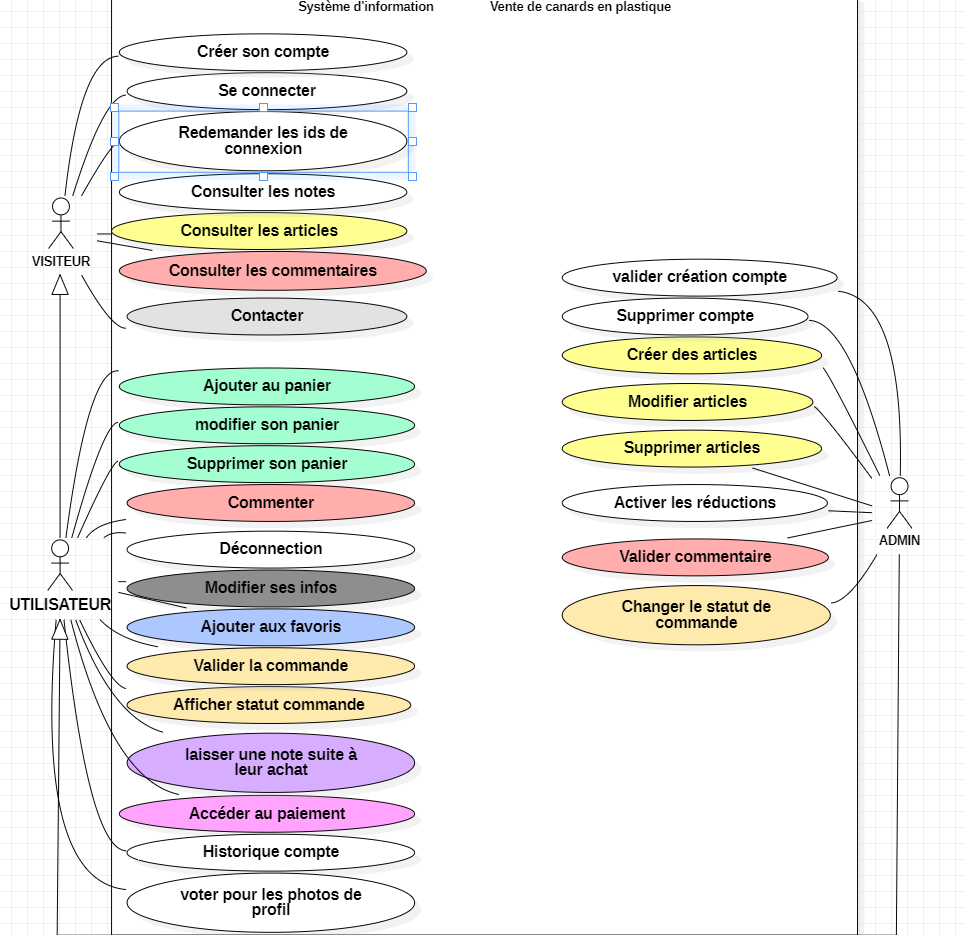 Système d'information Vente de canards en plastique
Créer son compte
Se connecter
Redemander les ids de
connexion
Consulter les notes
Consulter les articles
Consulter les commentaires
Contacter
VISITEUR
Ajouter au panier
modifier son panier
Supprimer son panier
Commenter
Déconnection
Modifier ses infos
Ajouter aux favoris
Valider la commande
Afficher statut commande
laisser une note suite à
leur achat
Accéder au paiement
Historique compte
voter pour les photos de
profil
UTILISATEUR
valider création compte
Supprimer compte
Créer des articles
Modifier articles
Supprimer articles
Activer les réductions
Valider commentaire
Changer le statut de
commande
ADMIN